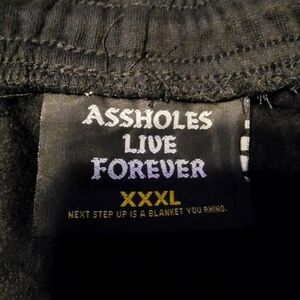 ASSHOLES
LIVE
FOREVER
XXXL
NEXT STEP UP IS A BLANKET YOU RHINO.